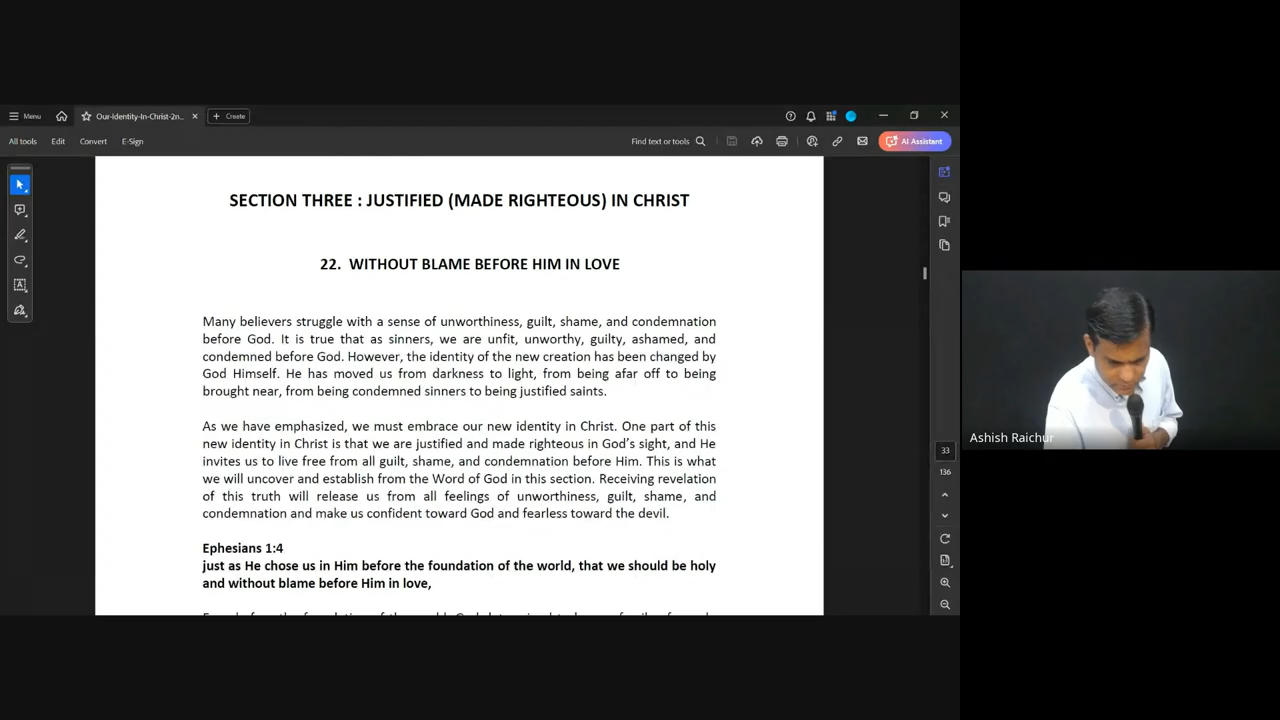 Menu
Our-Identity-In-Christ-2n...
Create
All tools
Edit
Convert
E-Sign
Find text or tools
AI Assistant
SECTION THREE : JUSTIFIED (MADE RIGHTEOUS) IN CHRIST
22. WITHOUT BLAME BEFORE HIM IN LOVE
Many believers struggle with a sense of unworthiness, guilt, shame, and condemnation
before God. It is true that as sinners, we are unfit, unworthy, guilty, ashamed, and
condemned before God. However, the identity of the new creation has been changed by
God Himself. He has moved us from darkness to light, from being afar off to being
brought near, from being condemned sinners to being justified saints.
As we have emphasized, we must embrace our new identity in Christ. One part of this
new identity in Christ is that we are justified and made righteous in God's sight, and He
invites us to live free from all guilt, shame, and condemnation before Him. This is what
we will uncover and establish from the Word of God in this section. Receiving revelation
of this truth will release us from all feelings of unworthiness, guilt, shame, and
condemnation and make us confident toward God and fearless toward the devil.
Ephesians 1:4
just as He chose us in Him before the foundation of the world, that we should be holy
and without blame before Him in love,
33
136
Ashish Raichur